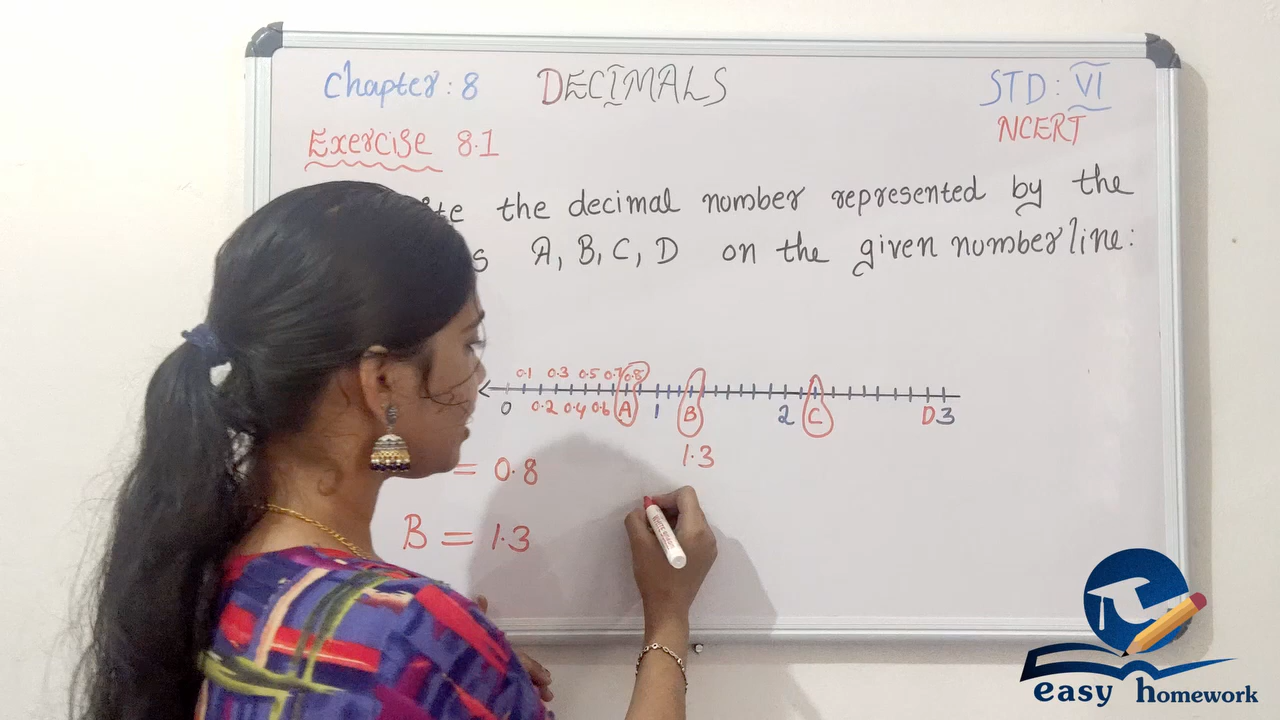 Chapter: 8 DECIMALS STD: VI
Exercise 8.1 NCERT
the decimal number represented by the
A, B, C, D on the given number line:
0.1 0.3 0.5 0.7 0.8
0 0.2 0.4 0.6 A 1 B 2 C D 3
1.3
= 0.8
B = 1.3
easy homework